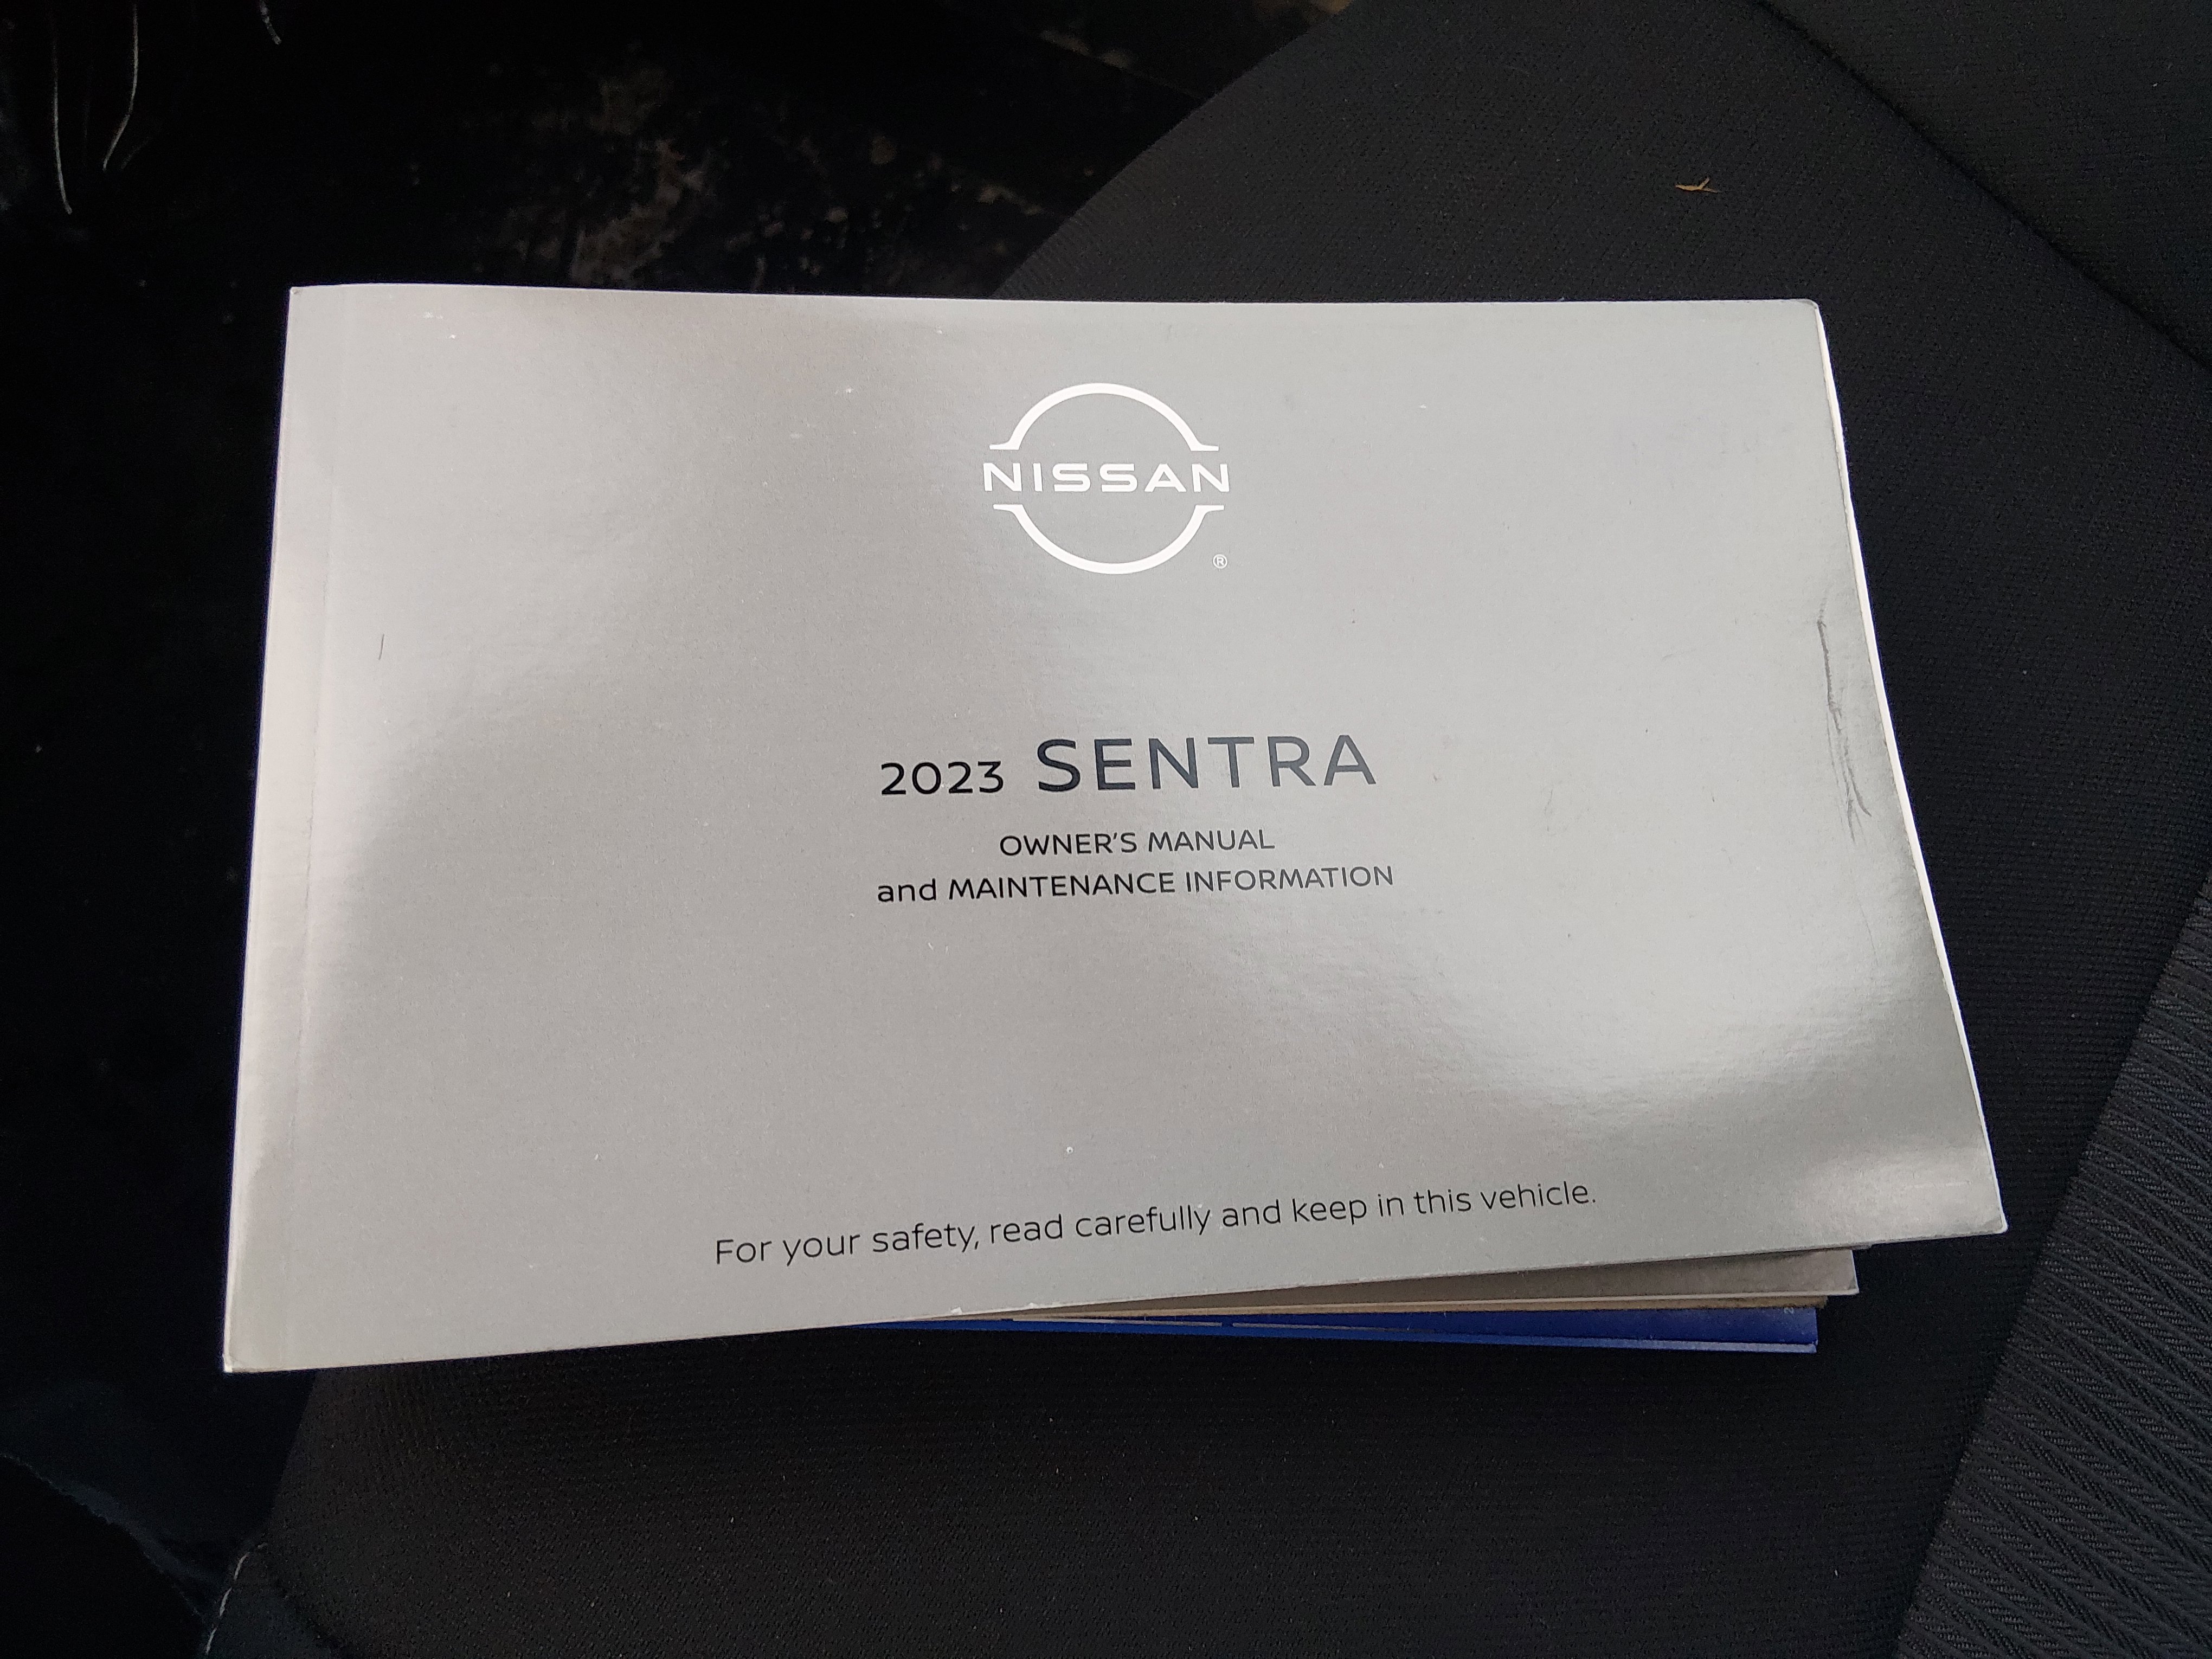 NISSAN
®
2023 SENTRA
OWNER'S MANUAL
and MAINTENANCE INFORMATION
For your safety, read carefully and keep in this vehicle.